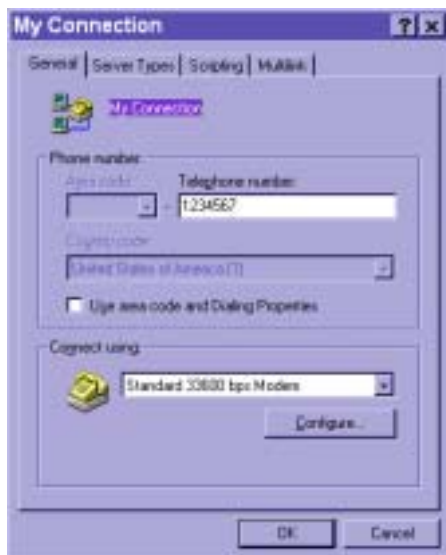 My Connection
General Server Types Scripting Multilink
My Connection
Phone number:
Area code: Telephone number:
1234567
Country code:
United States of America (1)
Use area code and Dialing Properties
Connect using:
Standard 33600 bps Modem
Configure...
OK Cancel